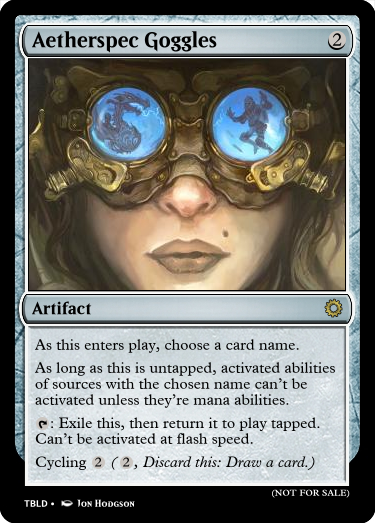 Aetherspec Goggles 2
Artifact
As this enters play, choose a card name.
As long as this is untapped, activated abilities
of sources with the chosen name can't be
activated unless they're mana abilities.
: Exile this, then return it to play tapped.
Can't be activated at flash speed.
Cycling 2 ( 2, Discard this: Draw a card.)
(NOT FOR SALE)
TBLD • Jon Hodgson